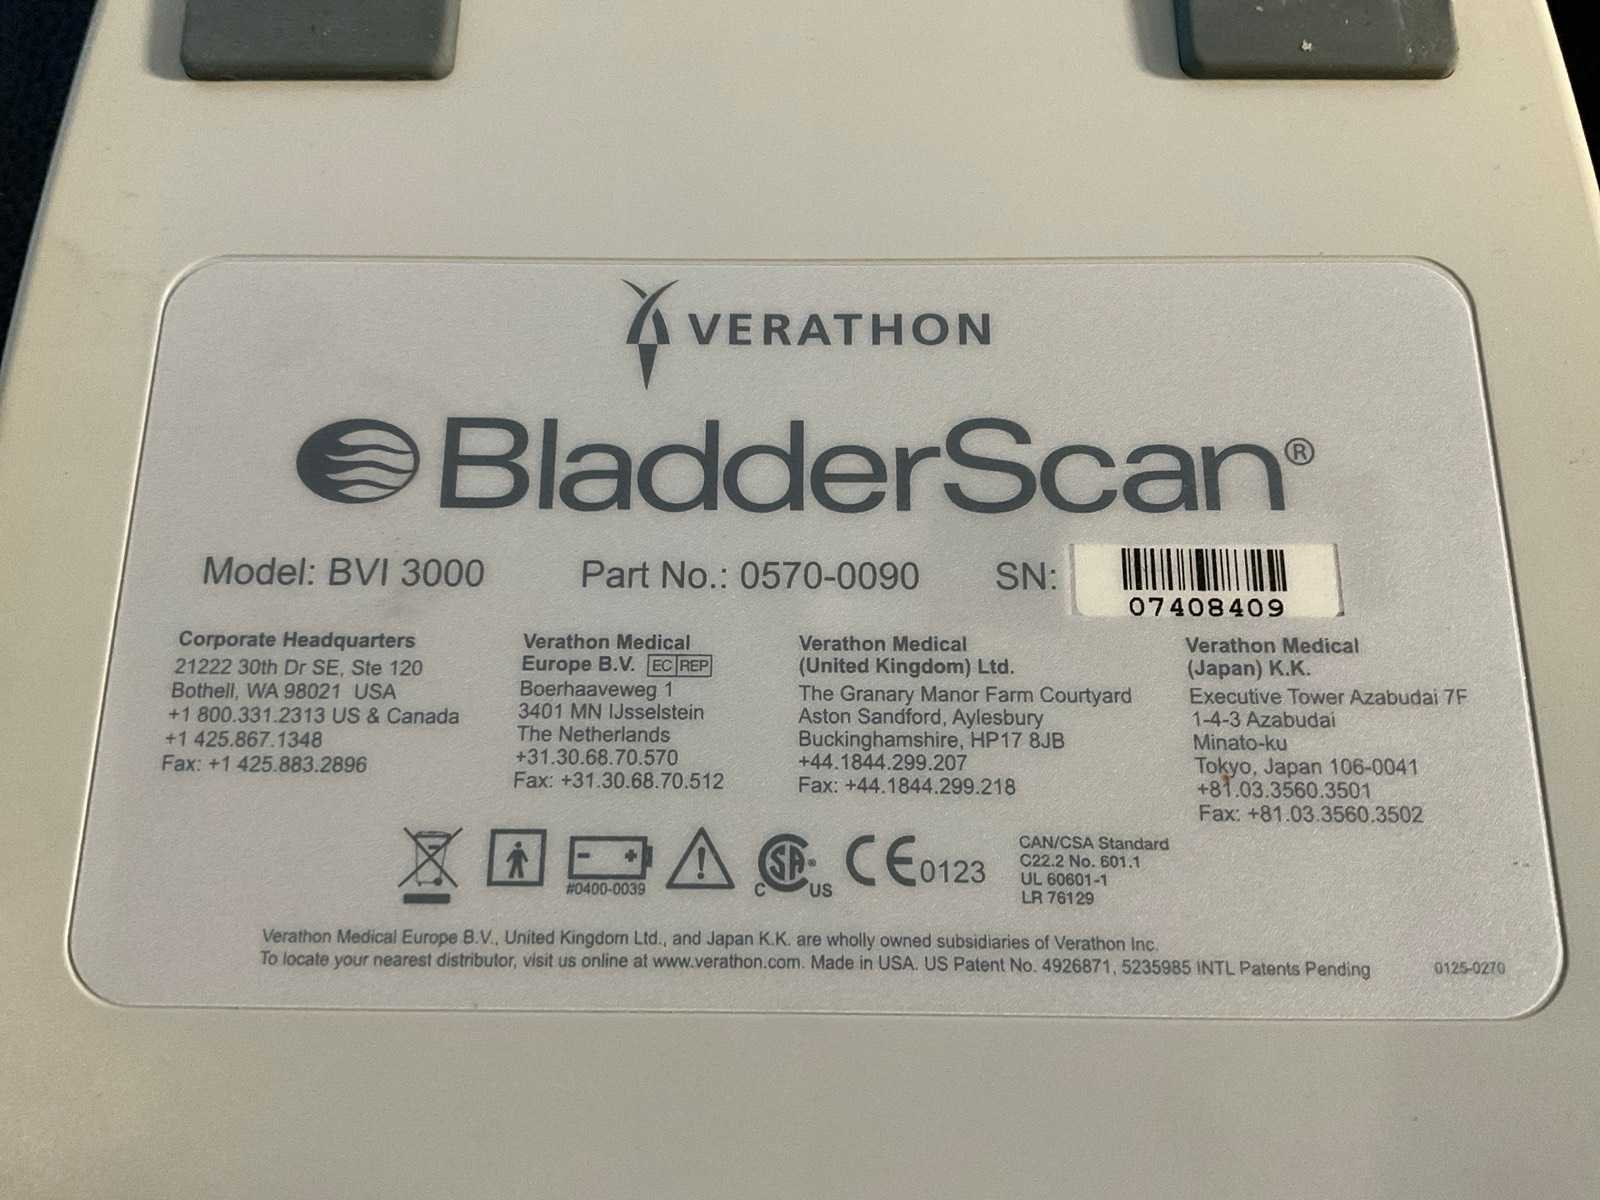 VERATHON
BladderScan®
Model: BVI 3000 Part No.: 0570-0090 SN: 07408409
Corporate Headquarters
21222 30th Dr SE, Ste 120
Bothell, WA 98021 USA
+1 800.331.2313 US & Canada
+1 425.867.1348
Fax: +1 425.883.2896
Verathon Medical
Europe B.V. EC REP
Boerhaaveweg 1
3401 MN IJsselstein
The Netherlands
+31.30.68.70.570
Fax: +31.30.68.70.512
Verathon Medical
(United Kingdom) Ltd.
The Granary Manor Farm Courtyard
Aston Sandford, Aylesbury
Buckinghamshire, HP17 8JB
+44.1844.299.207
Fax: +44.1844.299.218
Verathon Medical
(Japan) K.K.
Executive Tower Azabudai 7F
1-4-3 Azabudai
Minato-ku
Tokyo, Japan 106-0041
+81.03.3560.3501
Fax: +81.03.3560.3502
#0400-0039
C SA® US
CE0123
CAN/CSA Standard
C22.2 No. 601.1
UL 60601-1
LR 76129
Verathon Medical Europe B.V., United Kingdom Ltd., and Japan K.K. are wholly owned subsidiaries of Verathon Inc.
To locate your nearest distributor, visit us online at www.verathon.com. Made in USA. US Patent No. 4926871, 5235985 INTL Patents Pending
0125-0270